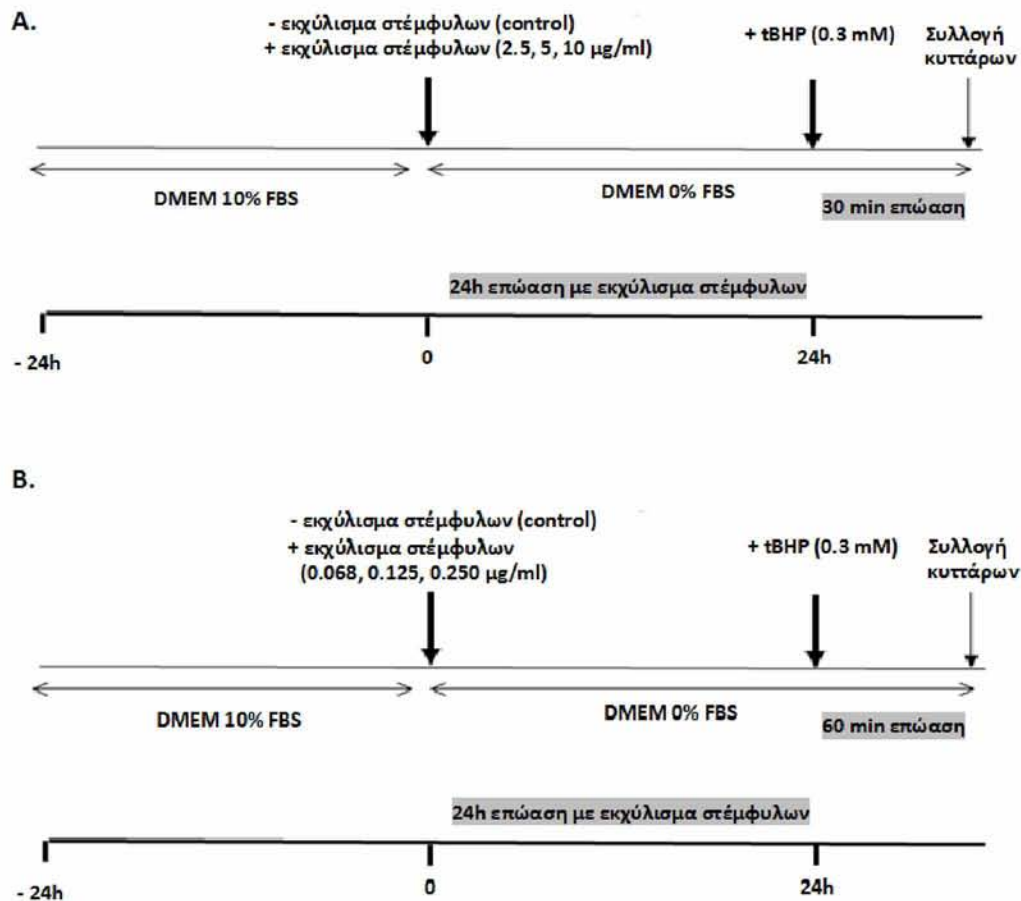 A.
- εκχύλισμα στέμφυλων (control)
+ εκχύλισμα στέμφυλων (2.5, 5, 10 μg/ml)
+ tBHP (0.3 mM)
Συλλογή
κυττάρων
DMEM 10% FBS
DMEM 0% FBS
30 min επώαση
24h επώαση με εκχύλισμα στέμφυλων
- 24h
0
24h
B.
- εκχύλισμα στέμφυλων (control)
+ εκχύλισμα στέμφυλων
(0.068, 0.125, 0.250 μg/ml)
+ tBHP (0.3 mM)
Συλλογή
κυττάρων
DMEM 10% FBS
DMEM 0% FBS
60 min επώαση
24h επώαση με εκχύλισμα στέμφυλων
- 24h
0
24h